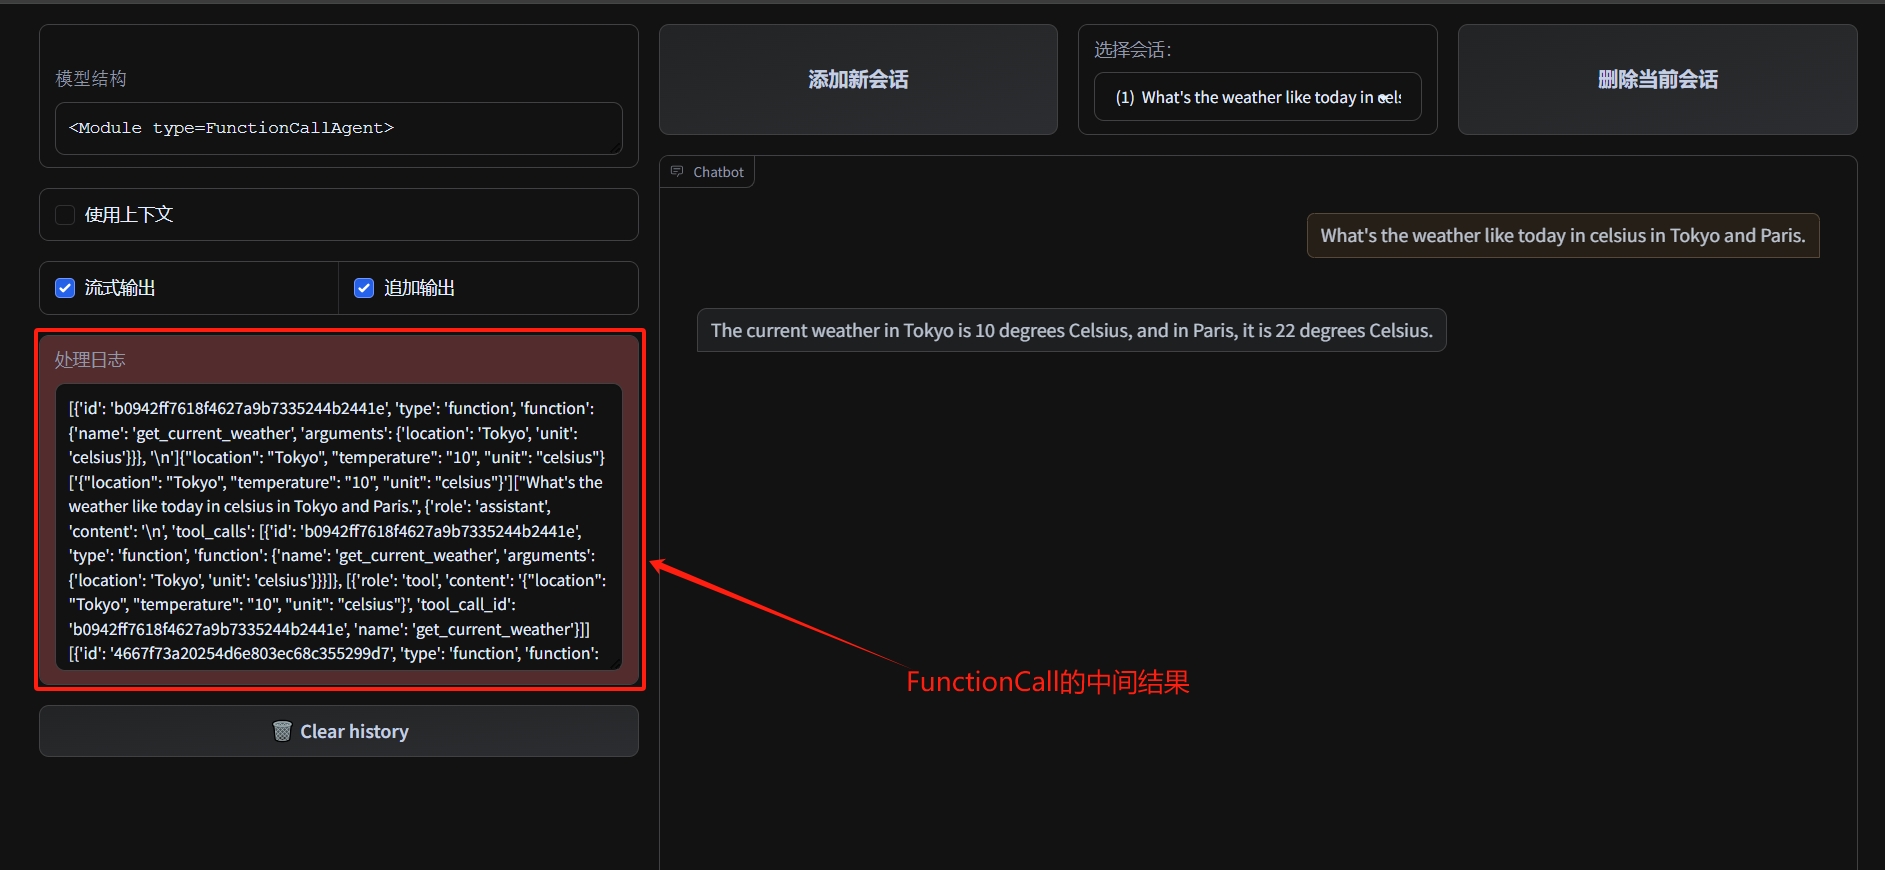 模型结构
<Module type=FunctionCallAgent>
使用上下文
流式输出
追加输出
处理日志
[{'id': 'b0942ff7618f4627a9b7335244b2441e', 'type': 'function', 'function':
{'name': 'get_current_weather', 'arguments': {'location': 'Tokyo', 'unit':
'celsius'}}}, '\n']{"location": "Tokyo", "temperature": "10", "unit": "celsius"}
['{"location": "Tokyo", "temperature": "10", "unit": "celsius"}']["What's the
weather like today in celsius in Tokyo and Paris.", {'role': 'assistant',
'content': '\n', 'tool_calls': [{'id': 'b0942ff7618f4627a9b7335244b2441e',
'type': 'function', 'function': {'name': 'get_current_weather', 'arguments':
{'location': 'Tokyo', 'unit': 'celsius'}}}]}, [{'role': 'tool', 'content': '{"location":
"Tokyo", "temperature": "10", "unit": "celsius"}', 'tool_call_id':
'b0942ff7618f4627a9b7335244b2441e', 'name': 'get_current_weather'}]]
[{'id': '4667f73a20254d6e803ec68c355299d7', 'type': 'function', 'function':
Clear history
添加新会话
选择会话:
(1) What's the weather like today in
删除当前会话
Chatbot
What's the weather like today in celsius in Tokyo and Paris.
The current weather in Tokyo is 10 degrees Celsius, and in Paris, it is 22 degrees Celsius.
FunctionCall的中间结果